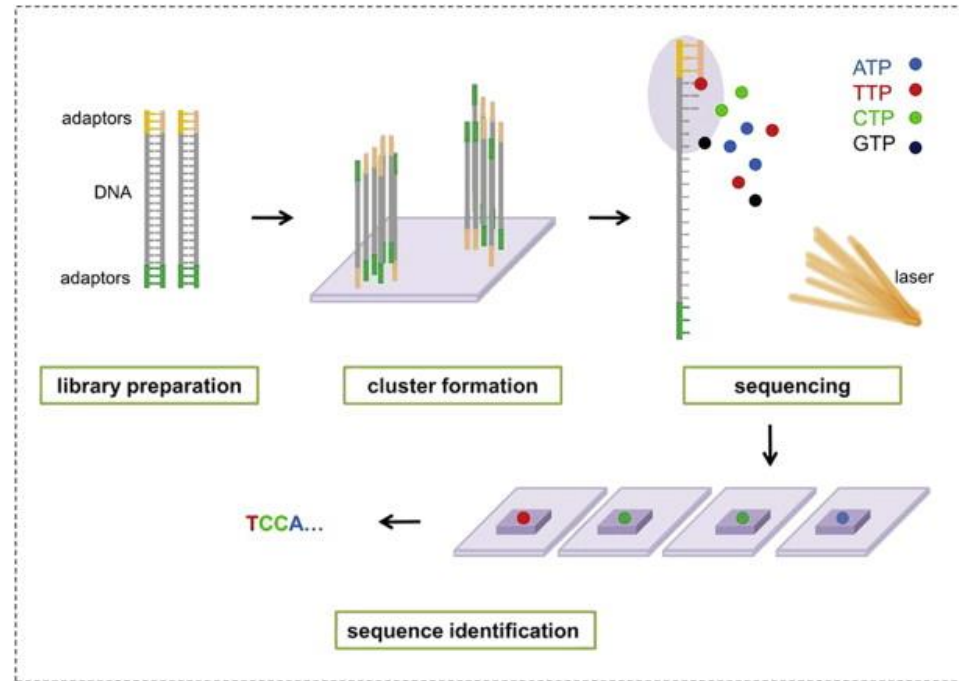 adaptors
DNA
adaptors
ATP
TTP
CTP
GTP
laser
library preparation
cluster formation
sequencing
TCCA...
sequence identification